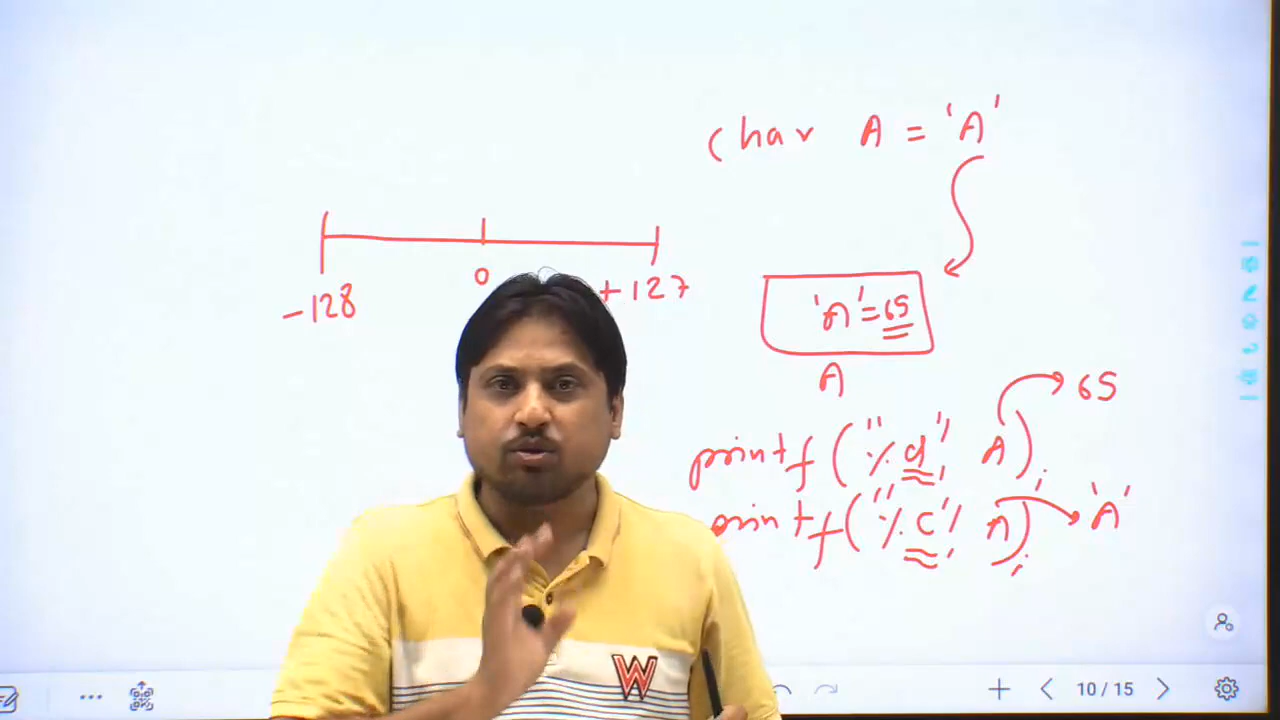 char A = 'A'
-128 0 +127
'A' = 65
A
65
printf("%d", A);
printf("%c", A);
'A'
W
10 / 15